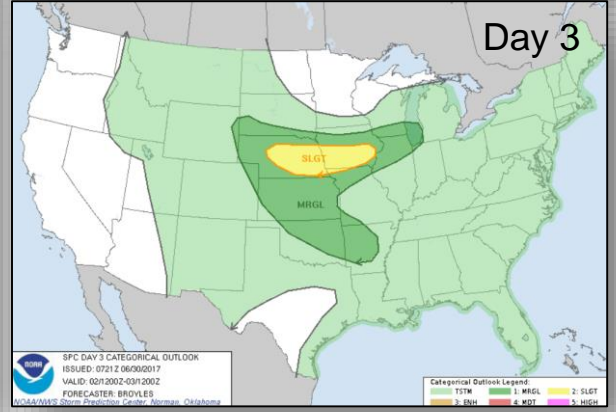 Day 3
SLGT
MRGL
NOAA
SPC DAY 3 CATEGORICAL OUTLOOK
ISSUED: 0721Z 06/30/2017
VALID: 02/1200Z-03/1200Z
FORECASTER: BROYLES
NOAA/NWS Storm Prediction Center, Norman, Oklahoma
Categorical Outlook Legend:
TSTM 1: MRGL 2: SLGT
3: ENH 4: MDT 5: HIGH